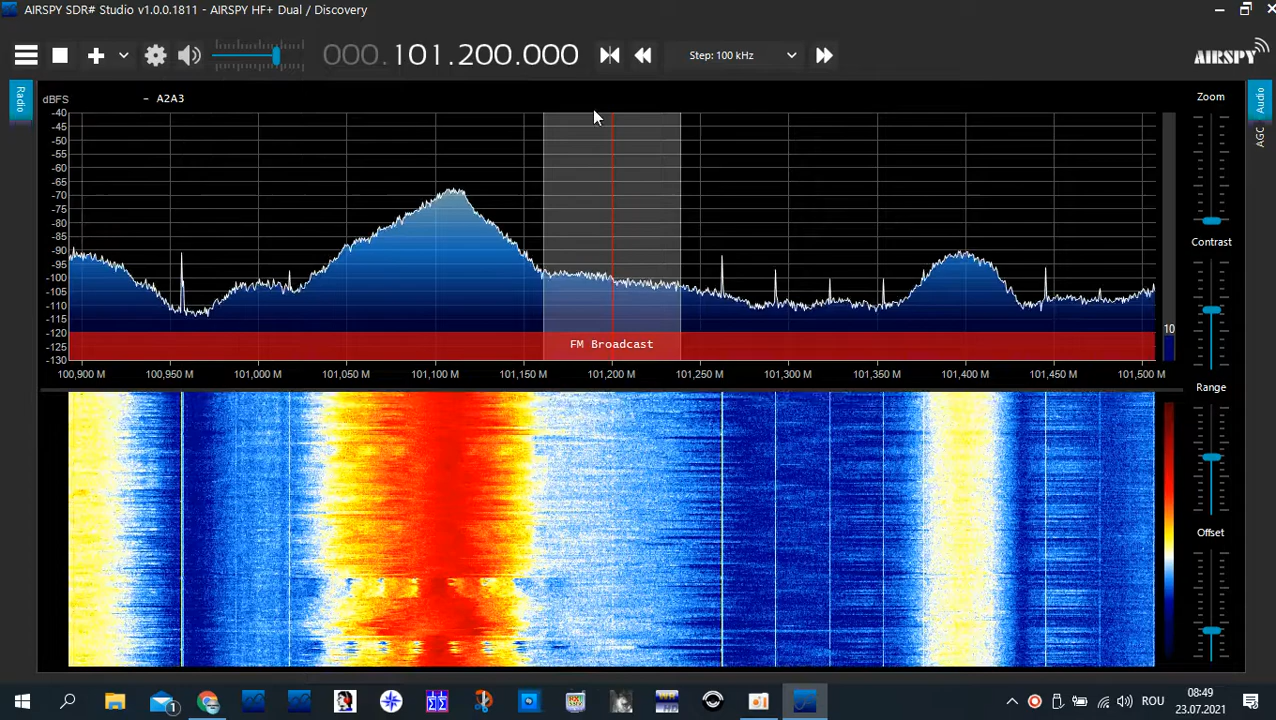 AIRSPY SDR# Studio v1.0.0.1811 - AIRSPY HF+ Dual / Discovery
000.101.200.000
Step: 100 kHz
AIRSPY
Radio
dBFS
- A2A3
Zoom
Audio
AGC
-40
-45
-50
-55
-60
-65
-70
-75
-80
-85
-90
-95
-100
-105
-110
-115
-120
-125
-130
Contrast
10
FM Broadcast
100,900 M
100,950 M
101,000 M
101,050 M
101,100 M
101,150 M
101,200 M
101,250 M
101,300 M
101,350 M
101,400 M
101,450 M
101,500 M
Range
Offset
1
ROU
08:49
23.07.2021